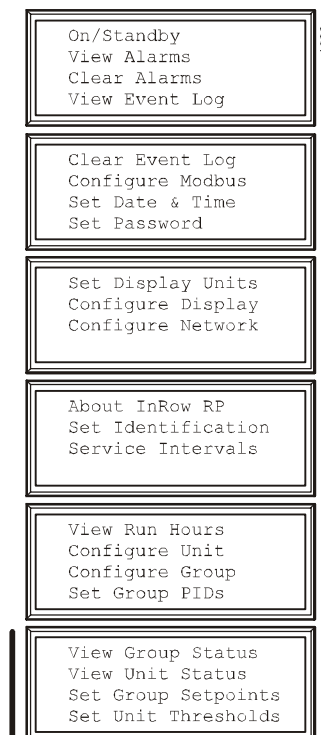 On/Standby
View Alarms
Clear Alarms
View Event Log
Clear Event Log
Configure Modbus
Set Date & Time
Set Password
Set Display Units
Configure Display
Configure Network
About InRow RP
Set Identification
Service Intervals
View Run Hours
Configure Unit
Configure Group
Set Group PIDs
View Group Status
View Unit Status
Set Group Setpoints
Set Unit Thresholds